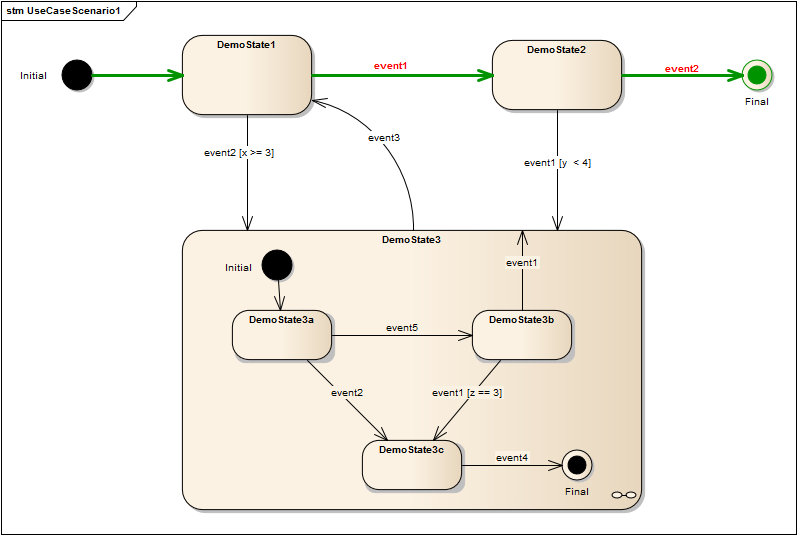 stm UseCaseScenario1
DemoState1
DemoState2
event1
event2
Initial
Final
event3
event2 [x >= 3]
event1 [y  < 4]
DemoState3
Initial
event1
DemoState3a
DemoState3b
event5
event2
event1 [z == 3]
DemoState3c
event4
Final